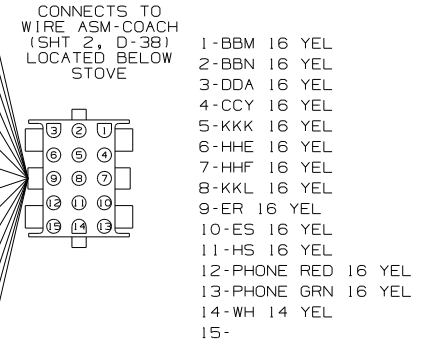 CONNECTS TO
WIRE ASM-COACH
(SHT 2, D-38)
LOCATED BELOW
STOVE
1-BBM 16 YEL
2-BBN 16 YEL
3-DDA 16 YEL
4-CCY 16 YEL
5-KKK 16 YEL
6-HHE 16 YEL
7-HHF 16 YEL
8-KKL 16 YEL
9-ER 16 YEL
10-ES 16 YEL
11-HS 16 YEL
12-PHONE RED 16 YEL
13-PHONE GRN 16 YEL
14-WH 14 YEL
15-
3 2 1
6 5 4
9 8 7
12 11 10
15 14 13